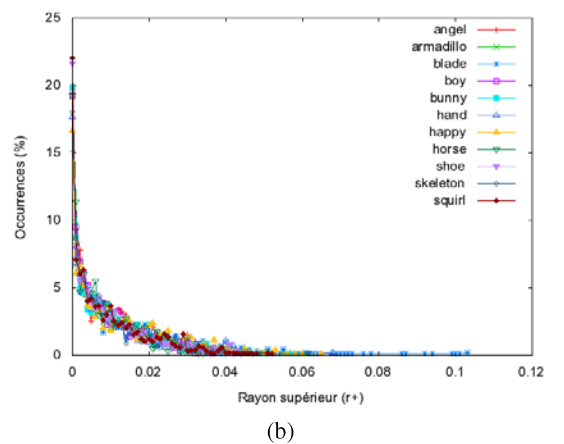 25
20
15
10
5
0
Occurrences (%)
angel
armadillo
blade
boy
bunny
hand
happy
horse
shoe
skeleton
squirl
0 0.02 0.04 0.06 0.08 0.1 0.12
Rayon supérieur (r+)
(b)